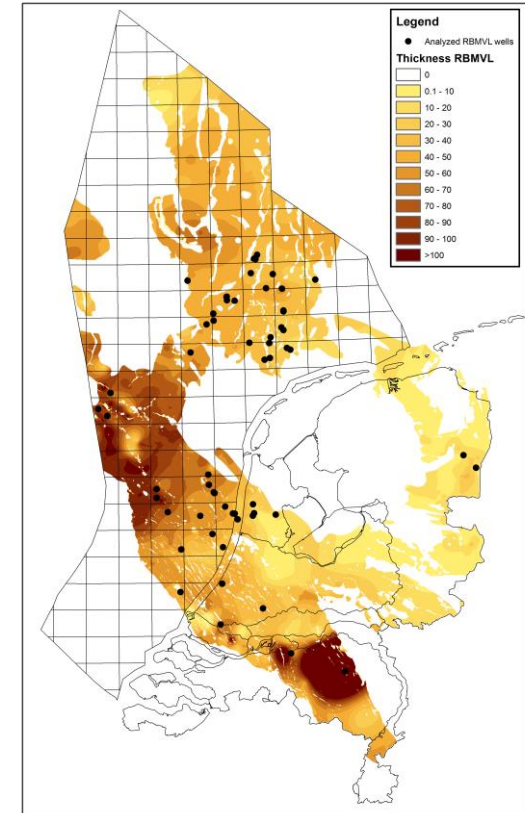 Legend
Analyzed RBMVL wells
Thickness RBMVL
0
0.1 - 10
10 - 20
20 - 30
30 - 40
40 - 50
50 - 60
60 - 70
70 - 80
80 - 90
90 - 100
>100